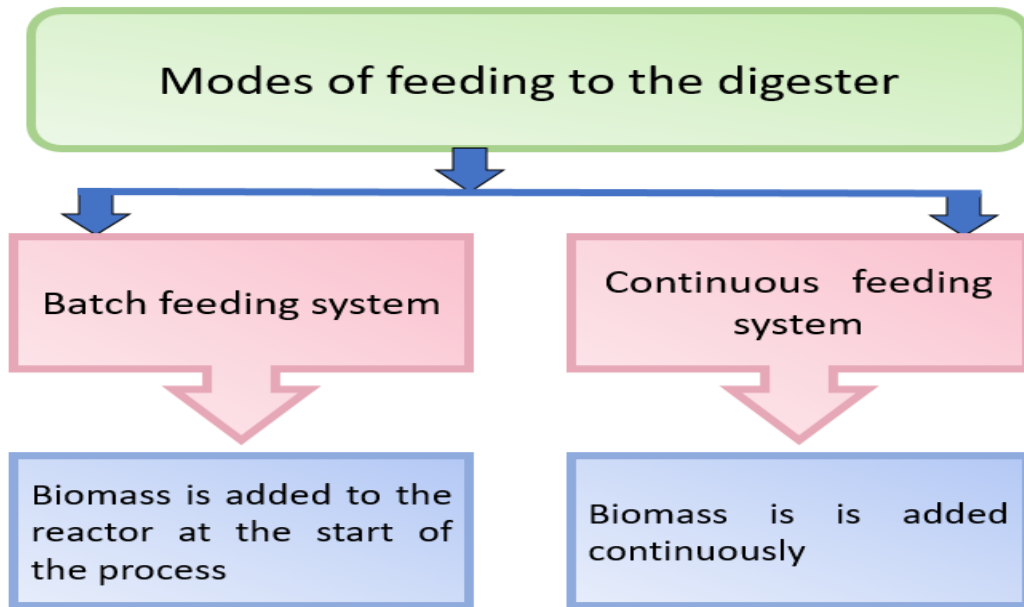 Modes of feeding to the digester
Batch feeding system
Continuous feeding
system
Biomass is added to the
reactor at the start of
the process
Biomass is is added
continuously